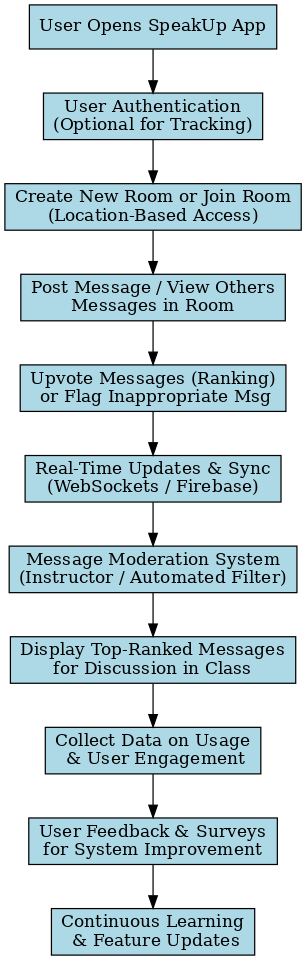 User Opens SpeakUp App
User Authentication
(Optional for Tracking)
Create New Room or Join Room
(Location-Based Access)
Post Message / View Others
Messages in Room
Upvote Messages (Ranking)
or Flag Inappropriate Msg
Real-Time Updates & Sync
(WebSockets / Firebase)
Message Moderation System
(Instructor / Automated Filter)
Display Top-Ranked Messages
for Discussion in Class
Collect Data on Usage
& User Engagement
User Feedback & Surveys
for System Improvement
Continuous Learning
& Feature Updates